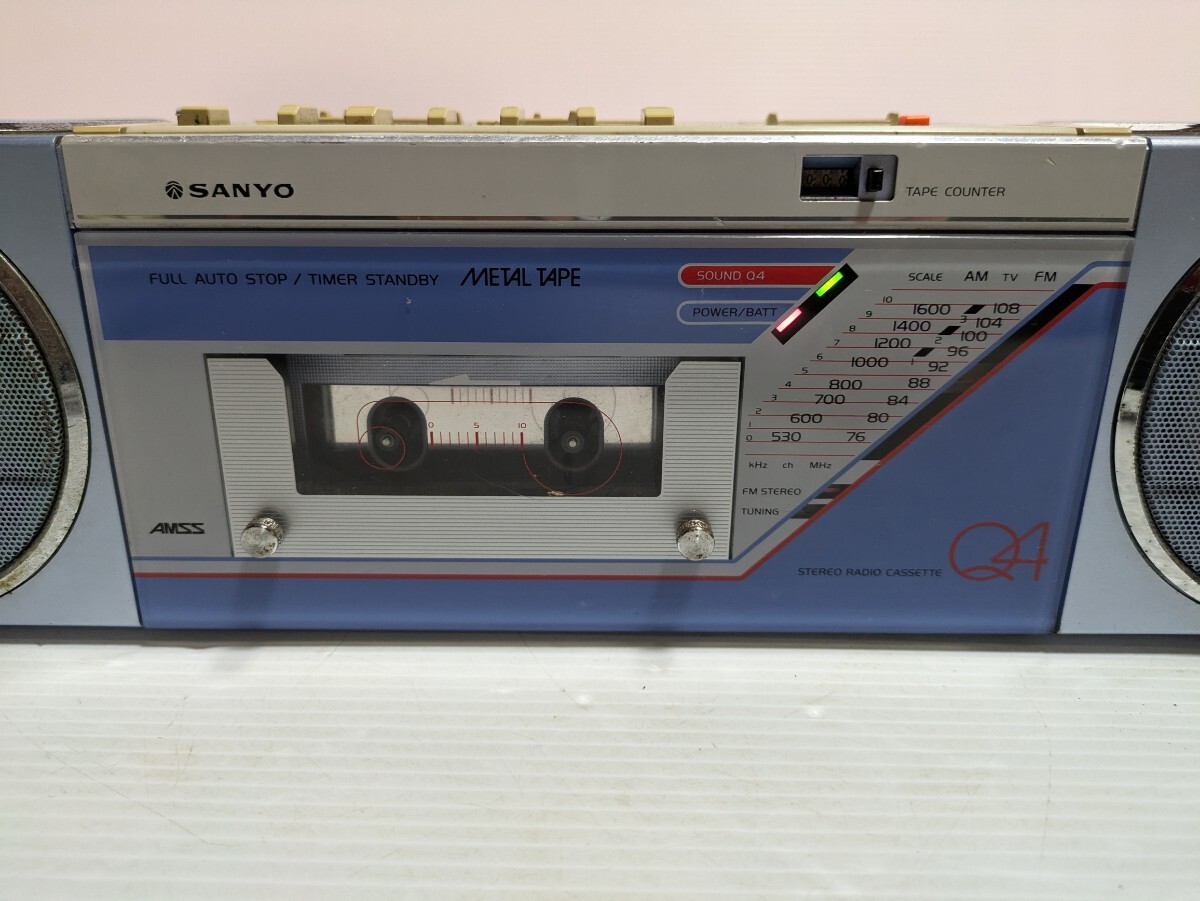 SANYO
000
TAPE COUNTER
FULL AUTO STOP / TIMER STANDBY METAL TAPE
SOUND Q4
POWER/BATT
SCALE AM TV FM
10
9 1600 108
8 1400 3 104
7 1200 2 100
6 1000 1 96
5 92
4 800 88
3 700 84
2 600 80
1
0 530 76
kHz ch MHz
0 5 10
FM STEREO
TUNING
AMSS
STEREO RADIO CASSETTE Q4